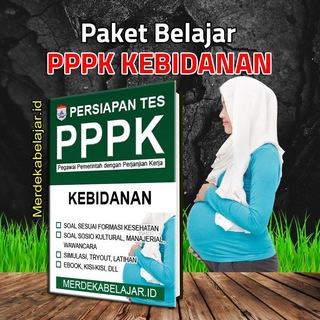 Paket Belajar
PPPK KEBIDANAN
Merdekabelajar.id
PERSIAPAN TES
PPPK
Pegawai Pemerintah dengan Perjanjian Kerja
KEBIDANAN
SOAL SESUAI FORMASI KESEHATAN
SOAL SOSIO KULTURAL, MANAJERIAL
WAWANCARA
SIMULASI, TRYOUT, LATIHAN
EBOOK, KISI-KISI, DLL
MERDEKABELAJAR.ID